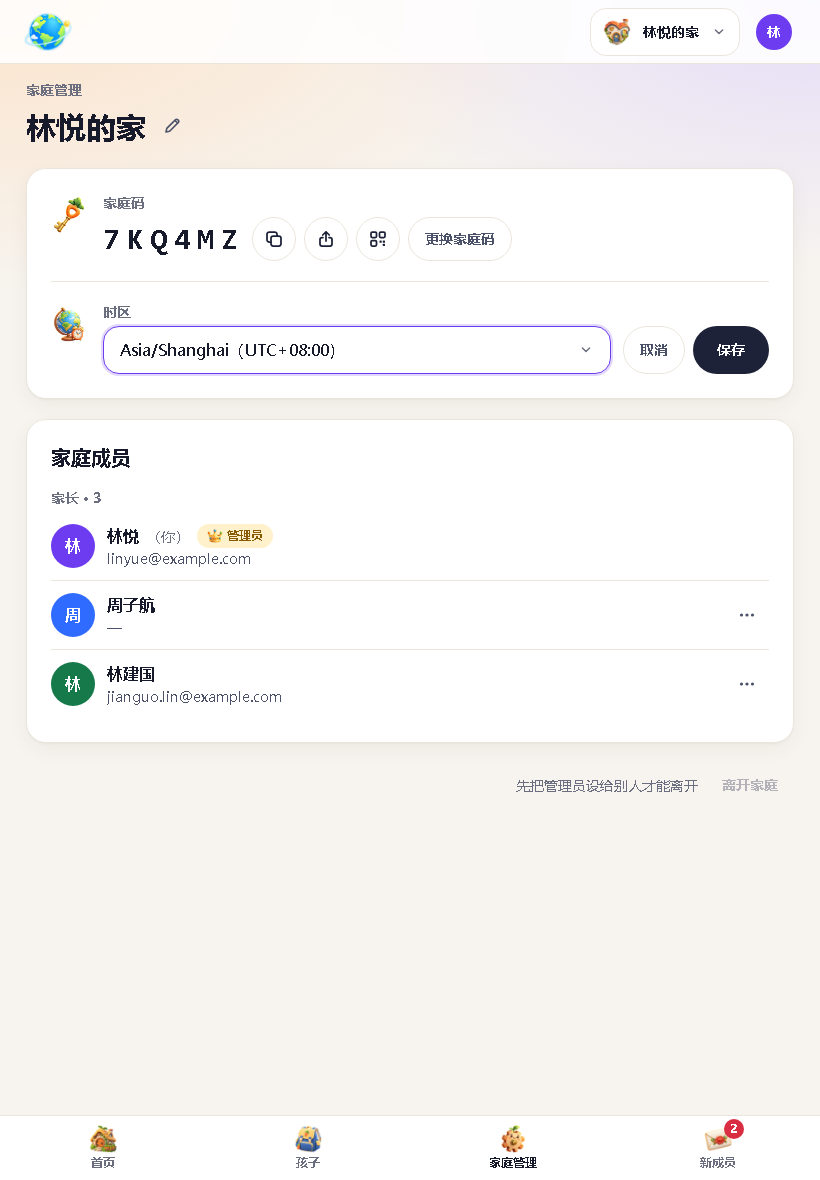 林悦的家
林
家庭管理
林悦的家
家庭码
7KQ4MZ
更换家庭码
时区
Asia/Shanghai（UTC+08:00）
取消
保存
家庭成员
家长 • 3
林
林悦 （你） 管理员
linyue@example.com
周
周子航
—
林
林建国
jianguo.lin@example.com
先把管理员设给别人才能离开 离开家庭
2
首页 孩子 家庭管理 新成员